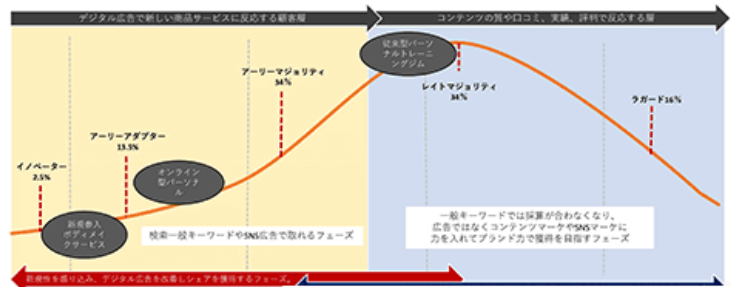 デジタル広告で新しい商品サービスに反応する顧客層
コンテンツの質や口コミ、実績、評判で反応する層
従来型パーソ
ナルトレーニ
ングジム
アーリーマジョリティ
34%
レイトマジョリティ
34%
ラガード16%
アーリーアダプター
13.5%
イノベーター
2.5%
オンライン
型パーソナ
ル
新規参入
ボディメイ
クサービス
検索一般キーワードやSNS広告で取れるフェーズ
一般キーワードでは採算が合わなくなり、
広告ではなくコンテンツマーケやSNSマーケに
力を入れてブランド力で獲得を目指すフェーズ
新規性を盛り込み、デジタル広告を改善しシェアを獲得するフェーズ。